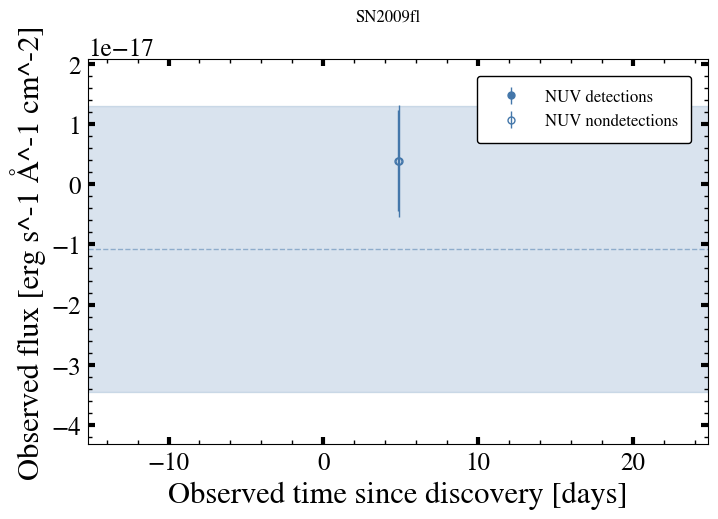 SN2009fl
1e−17
Observed flux [erg s^-1 Å^-1 cm^-2]
2
1
0
−1
−2
−3
−4
NUV detections
NUV nondetections
−10
0
10
20
Observed time since discovery [days]